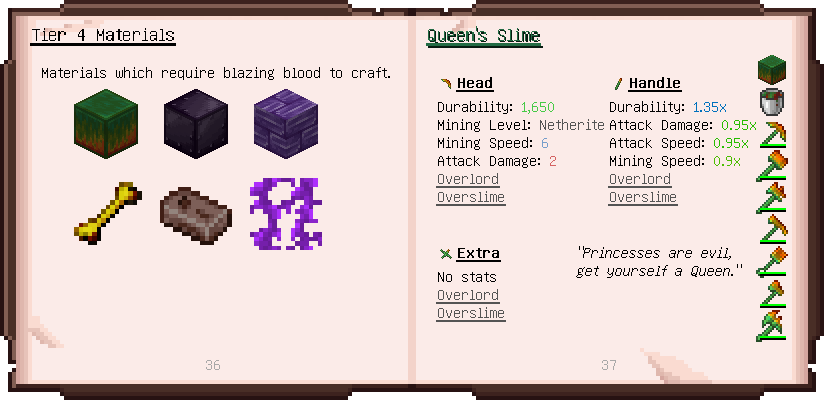 Tier 4 Materials
Materials which require blazing blood to craft.
36
Queen's Slime
Head
Durability: 1,650
Mining Level: Netherite
Mining Speed: 6
Attack Damage: 2
Overlord
Overslime
Handle
Durability: 1.35x
Attack Damage: 0.95x
Attack Speed: 0.95x
Mining Speed: 0.9x
Overlord
Overslime
Extra
No stats
Overlord
Overslime
"Princesses are evil,
get yourself a Queen."
37